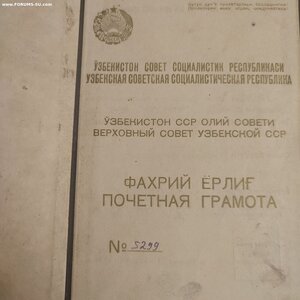 www.FORUMS-SU.com
ЎЗБЕКИСТОН СОВЕТ СОЦИАЛИСТИК РЕСПУБЛИКАСИ
УЗБЕКСКАЯ СОВЕТСКАЯ СОЦИАЛИСТИЧЕСКАЯ РЕСПУБЛИКА
ЎЗБЕКИСТОН ССР ОЛИЙ СОВЕТИ
ВЕРХОВНЫЙ СОВЕТ УЗБЕКСКОЙ ССР
ФАХРИЙ ЁРЛИҒ
ПОЧЕТНАЯ ГРАМОТА
№ 5299